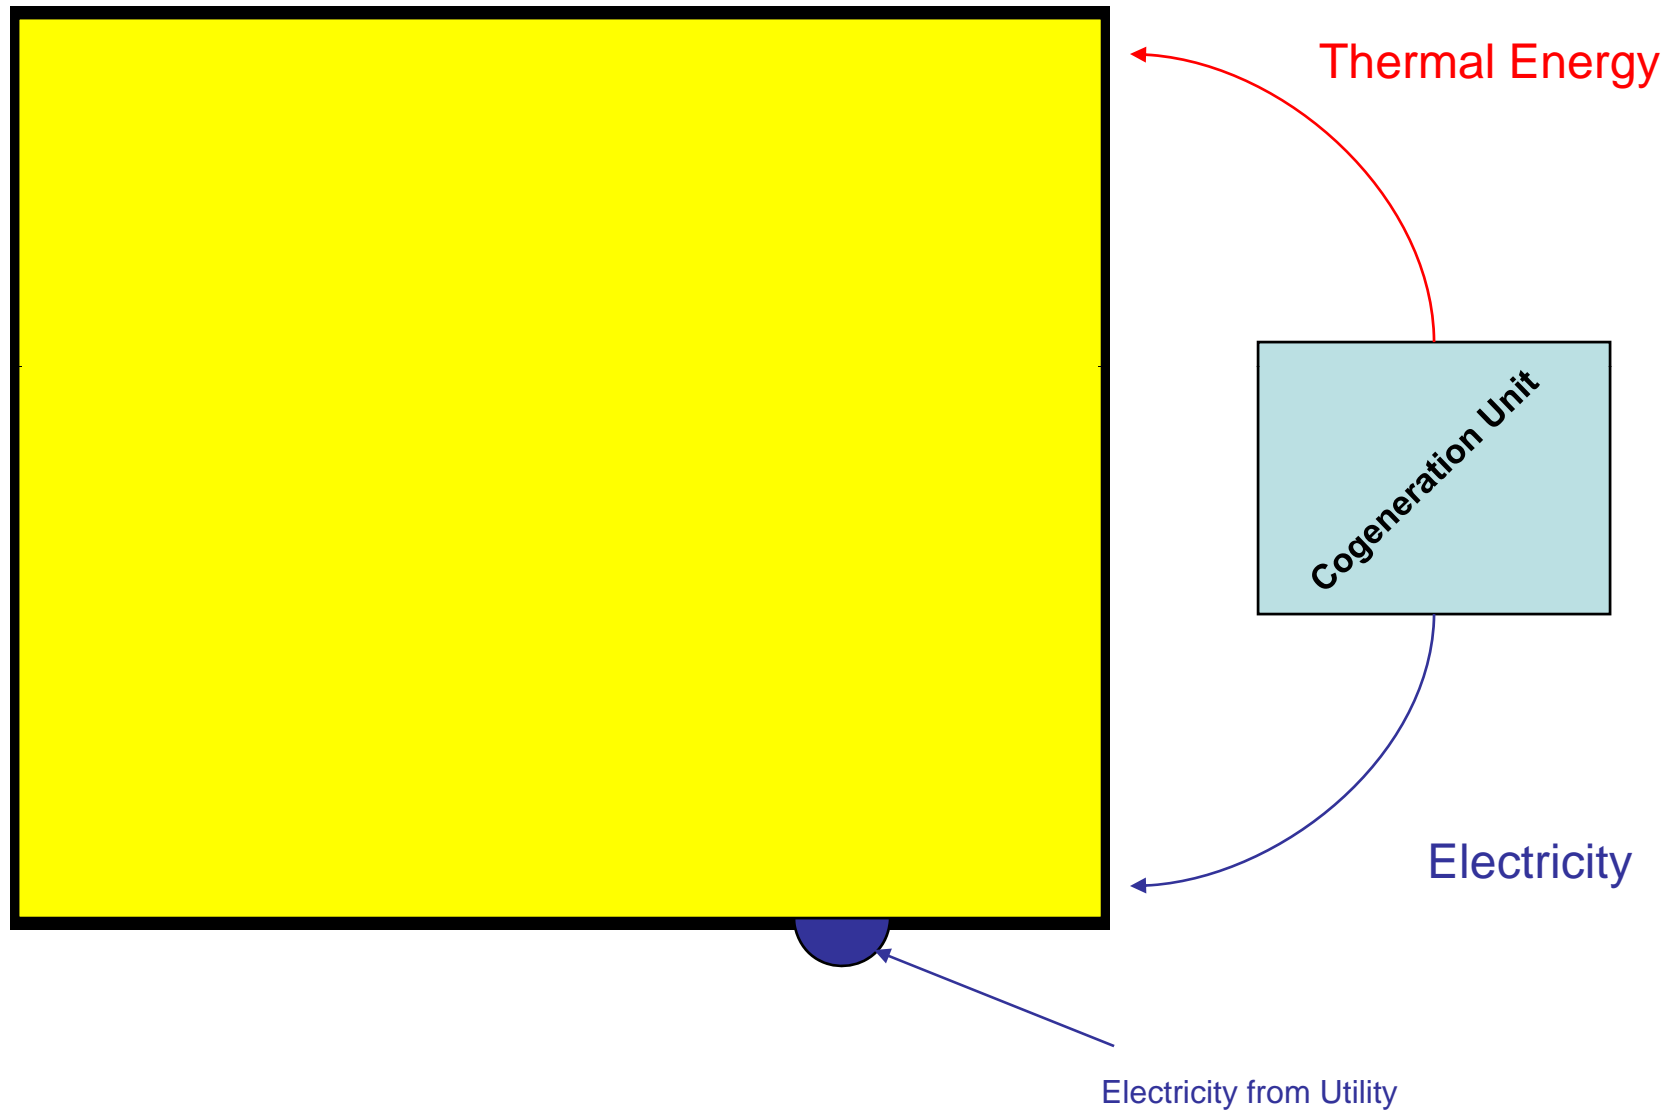 Thermal Energy
Cogeneration Unit
Electricity
Electricity from Utility